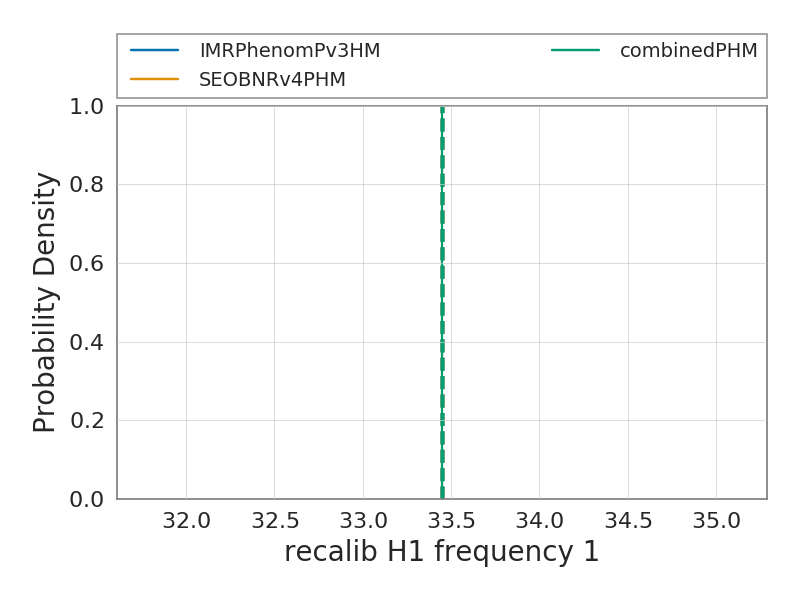 IMRPhenomPv3HM
SEOBNRv4PHM
combinedPHM
1.0
0.8
0.6
0.4
0.2
0.0
Probability Density
32.0 32.5 33.0 33.5 34.0 34.5 35.0
recalib H1 frequency 1